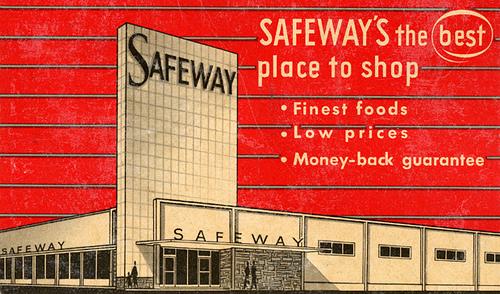 SAFEWAY'S the best
place to shop
• Finest foods
• Low prices
• Money-back guarantee
SAFEWAY
SAFEWAY
SAFEWAY